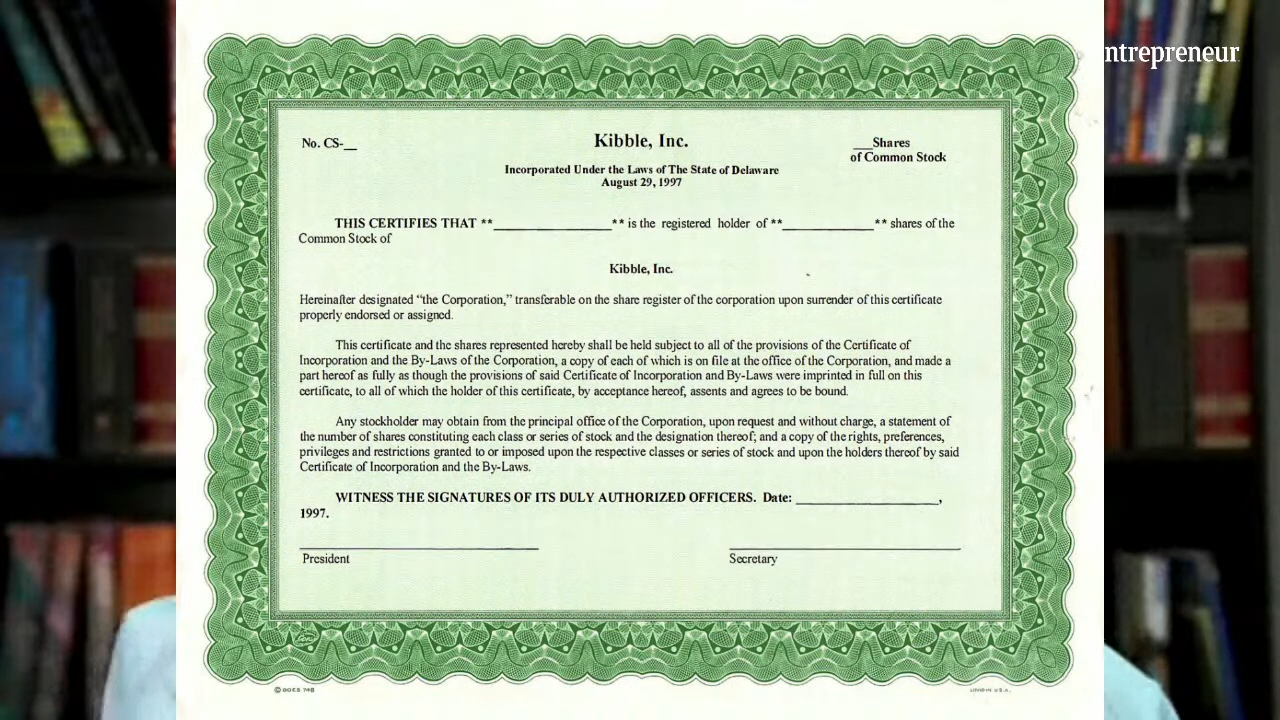 ntrepreneur
No. CS-__
Kibble, Inc.
___Shares
of Common Stock
Incorporated Under the Laws of The State of Delaware
August 29, 1997
THIS CERTIFIES THAT **__________________** is the registered holder of **______________** shares of the
Common Stock of
Kibble, Inc.
Hereinafter designated “the Corporation,” transferable on the share register of the corporation upon surrender of this certificate
properly endorsed or assigned.
This certificate and the shares represented hereby shall be held subject to all of the provisions of the Certificate of
Incorporation and the By-Laws of the Corporation, a copy of each of which is on file at the office of the Corporation, and made a
part hereof as fully as though the provisions of said Certificate of Incorporation and By-Laws were imprinted in full on this
certificate, to all of which the holder of this certificate, by acceptance hereof, assents and agrees to be bound.
Any stockholder may obtain from the principal office of the Corporation, upon request and without charge, a statement of
the number of shares constituting each class or series of stock and the designation thereof; and a copy of the rights, preferences,
privileges and restrictions granted to or imposed upon the respective classes or series of stock and upon the holders thereof by said
Certificate of Incorporation and the By-Laws.
WITNESS THE SIGNATURES OF ITS DULY AUTHORIZED OFFICERS. Date: ______________________,
1997.
President
Secretary